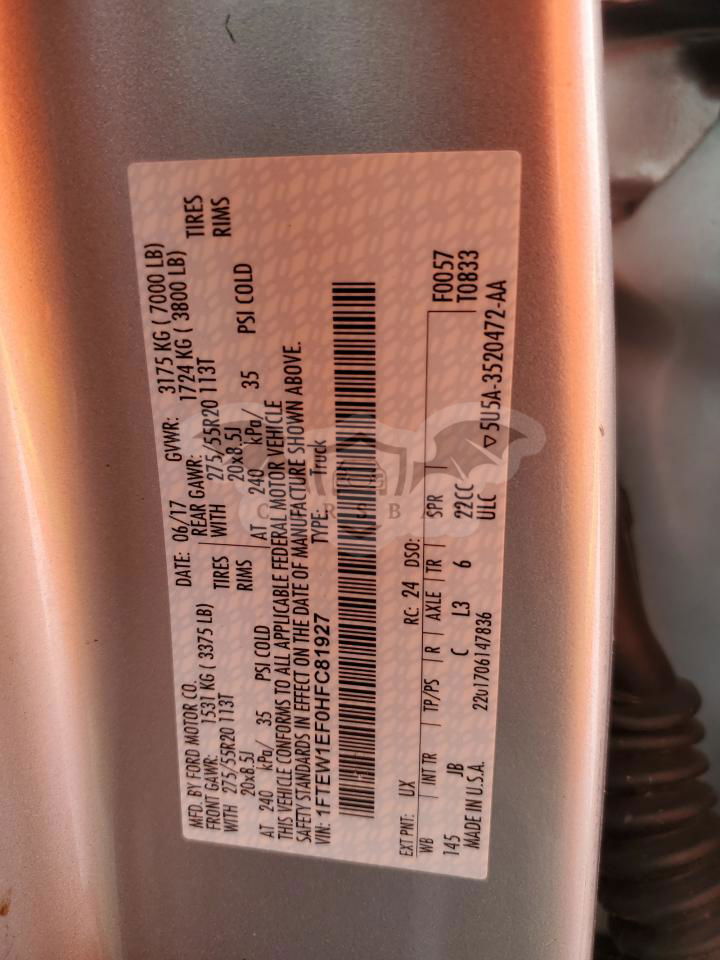 MFD. BY FORD MOTOR CO.
DATE: 06/17 GVWR: 3175 KG ( 7000 LB)
FRONT GAWR: 1531 KG ( 3375 LB)
REAR GAWR: 1724 KG ( 3800 LB)
WITH 275/55R20 113T TIRES
WITH 275/55R20 113T TIRES
20x8.5J RIMS
20x8.5J RIMS
AT 240 kPa/ 35 PSI COLD
AT 240 kPa/ 35 PSI COLD
THIS VEHICLE CONFORMS TO ALL APPLICABLE FEDERAL MOTOR VEHICLE
SAFETY STANDARDS IN EFFECT ON THE DATE OF MANUFACTURE SHOWN ABOVE.
VIN: 1FTEW1EF0HFC81927 TYPE: Truck
EXT PNT: UX RC: 24 DSO: F0057
WB INT TR TP/PS R AXLE TR SPR T0833
145 JB C L3 6 22CC
ULC
MADE IN U.S.A. 22u1706147836 ▽5U5A-3520472-AA